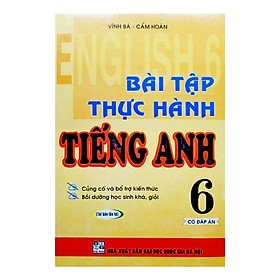 VĨNH BÁ - CẨM HOÀN
ENGLISH 6
BÀI TẬP
THỰC HÀNH
TIẾNG ANH
6
CÓ ĐÁP ÁN
Củng cố và bổ trợ kiến thức
Bồi dưỡng học sinh khá, giỏi
NHÀ XUẤT BẢN ĐẠI HỌC QUỐC GIA HÀ NỘI